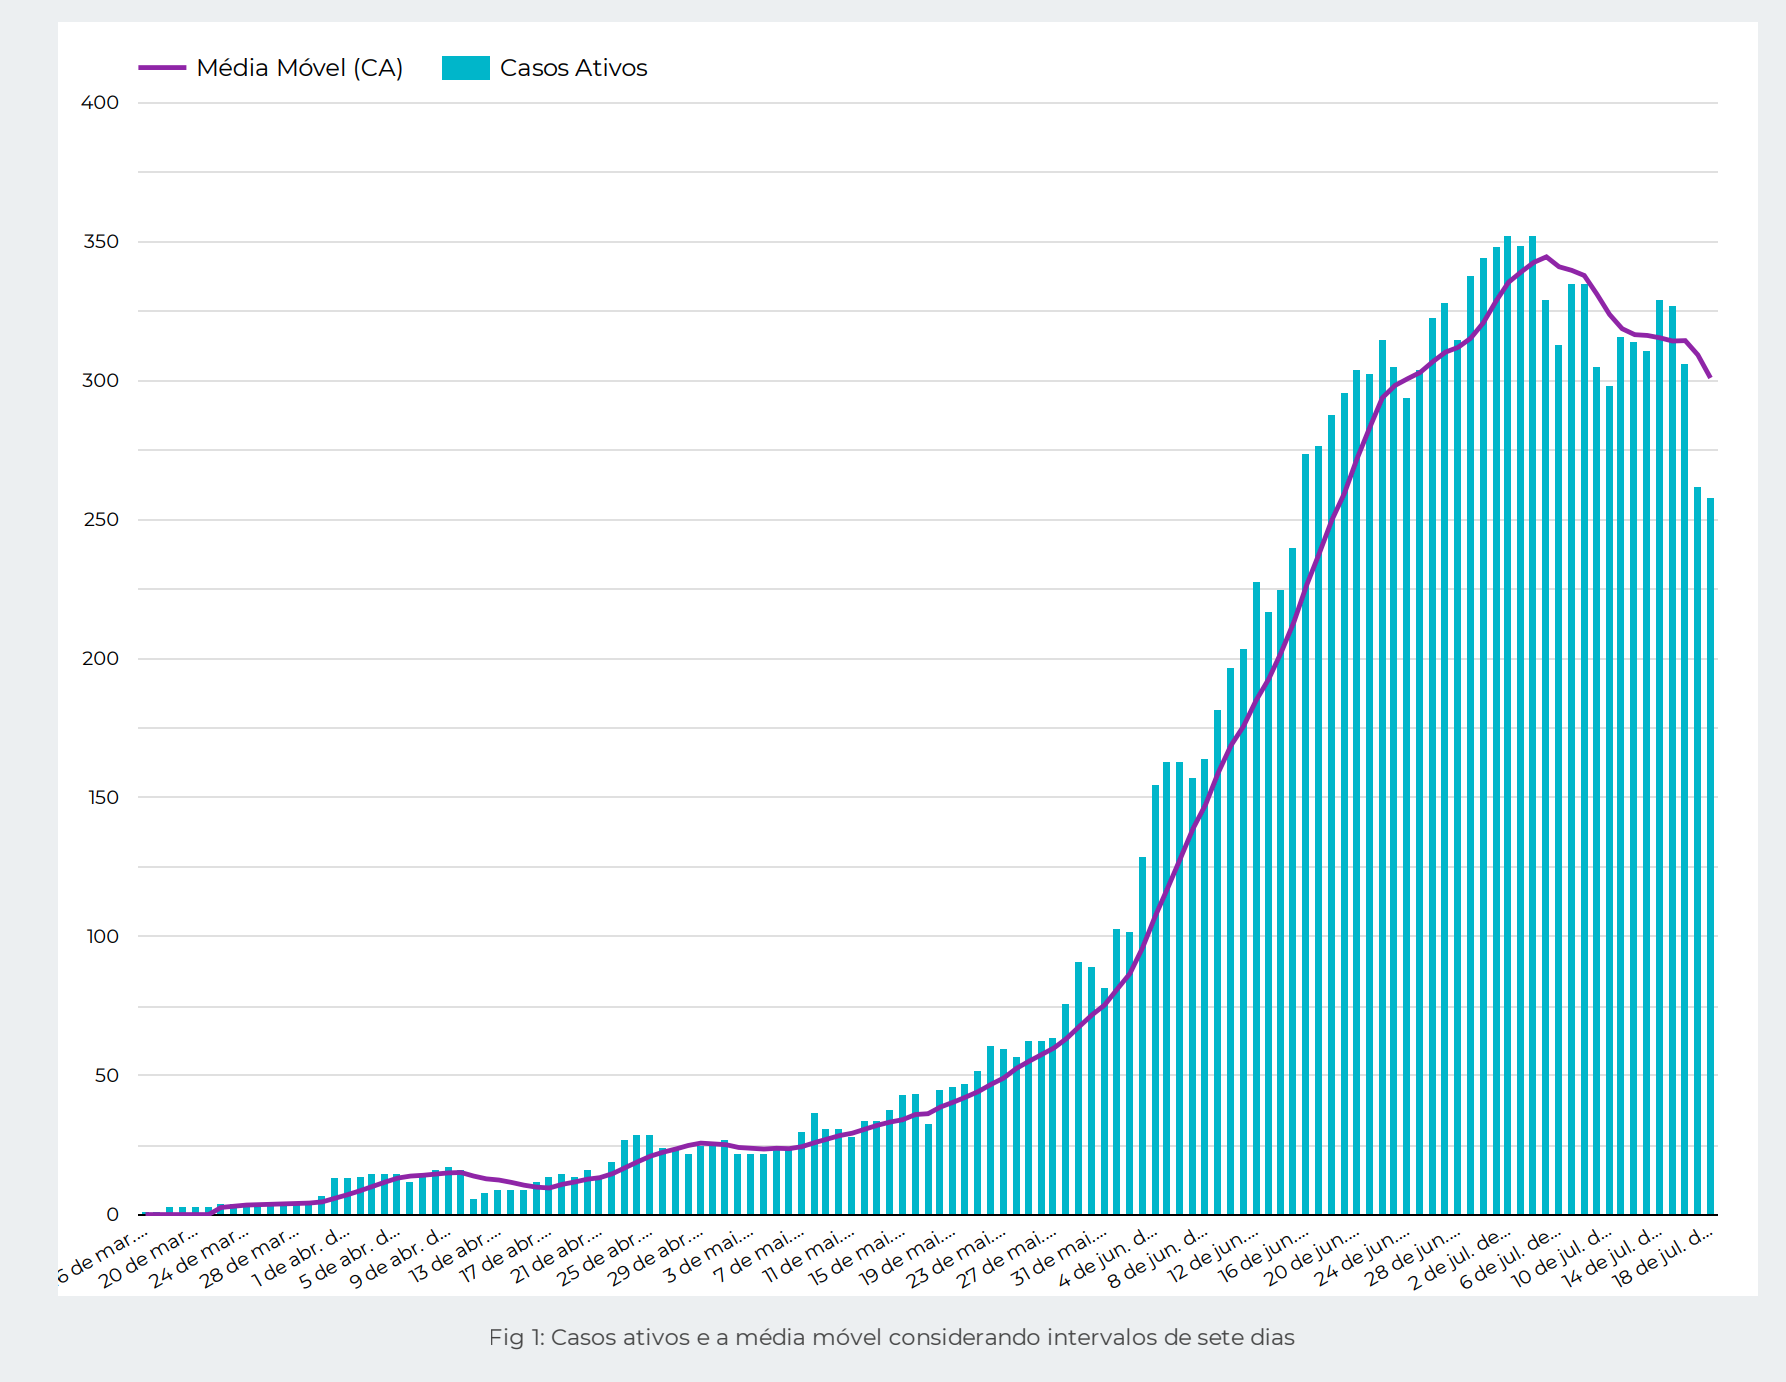 Média Móvel (CA)
Casos Ativos
400
350
300
250
200
150
100
50
0
6 de mar....
20 de mar...
24 de mar...
28 de mar...
1 de abr. d...
5 de abr. d...
9 de abr. d...
13 de abr....
17 de abr....
21 de abr....
25 de abr....
29 de abr....
3 de mai....
7 de mai....
11 de mai....
15 de mai....
19 de mai....
23 de mai....
27 de mai....
31 de mai....
4 de jun. d...
8 de jun. d...
12 de jun....
16 de jun....
20 de jun....
24 de jun....
28 de jun....
2 de jul. de...
6 de jul. de...
10 de jul. d...
14 de jul. d...
18 de jul. d...
Fig 1: Casos ativos e a média móvel considerando intervalos de sete dias